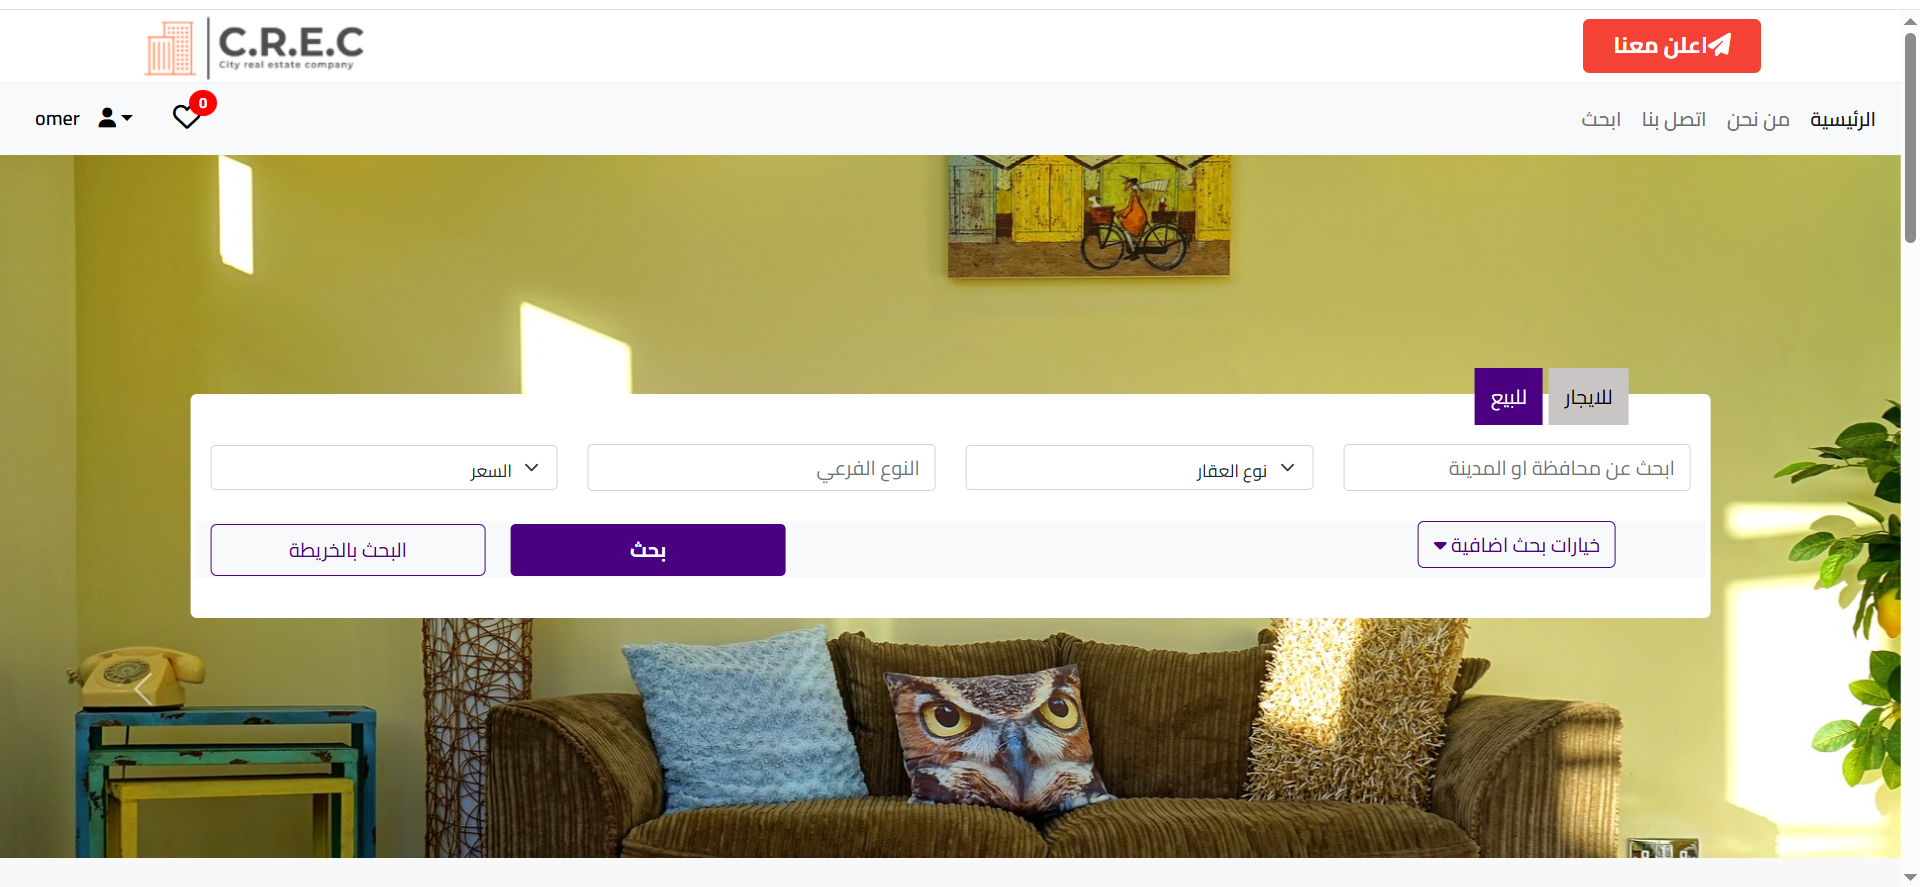 C.R.E.C
City real estate company
اعلن معنا
الرئيسية
من نحن
اتصل بنا
ابحث
0
omer
للايجار
للبيع
ابحث عن محافظة او المدينة
نوع العقار
النوع الفرعي
السعر
خيارات بحث اضافية
بحث
البحث بالخريطة